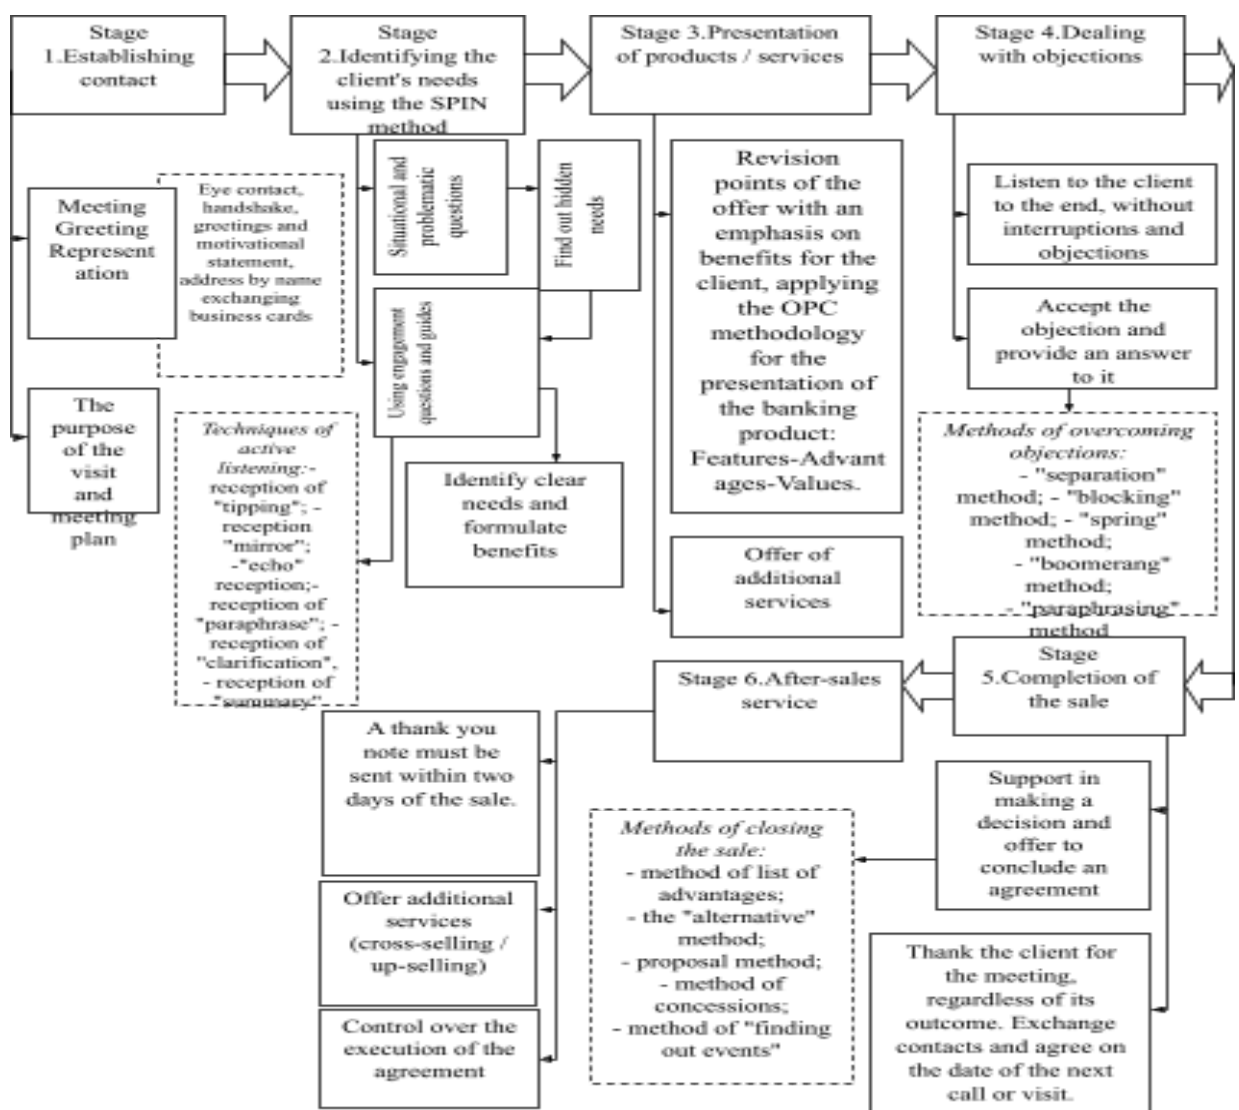 Stage
1.Establishing
contact
Stage
2.Identifying the
client's needs
using the SPIN
method
Stage 3.Presentation
of products / services
Stage 4.Dealing
with objections
Meeting
Greeting
Represent
ation
Eye contact,
handshake,
greetings and
motivational
statement,
address by name
exchanging
business cards
The
purpose
of the
visit and
meeting
plan
Situational and
problematic
questions
Find out hidden
needs
Using engagement
questions and guides
Techniques of
active
listening:-
reception of
"tipping"; -
reception
"mirror";
-"echo"
reception;-
reception of
"paraphrase"; -
reception of
"clarification",
- reception of
"summary"
Identify clear
needs and
formulate
benefits
Revision
points of the
offer with an
emphasis on
benefits for the
client, applying
the OPC
methodology
for the
presentation of
the banking
product:
Features-Advant
ages-Values.
Offer of
additional
services
Listen to the client
to the end, without
interruptions and
objections
Accept the
objection and
provide an answer
to it
Methods of overcoming
objections:
- "separation"
method; - "blocking"
method; - "spring"
method;
- "boomerang"
method;
- "paraphrasing"
method
Stage
5.Completion of
the sale
Stage 6.After-sales
service
Support in
making a
decision and
offer to
conclude an
agreement
Thank the client for
the meeting,
regardless of its
outcome. Exchange
contacts and agree on
the date of the next
call or visit.
Methods of closing
the sale:
- method of list of
advantages;
- the "alternative"
method;
- proposal method;
- method of
concessions;
- method of "finding
out events"
A thank you
note must be
sent within two
days of the sale.
Offer additional
services
(cross-selling /
up-selling)
Control over the
execution of the
agreement